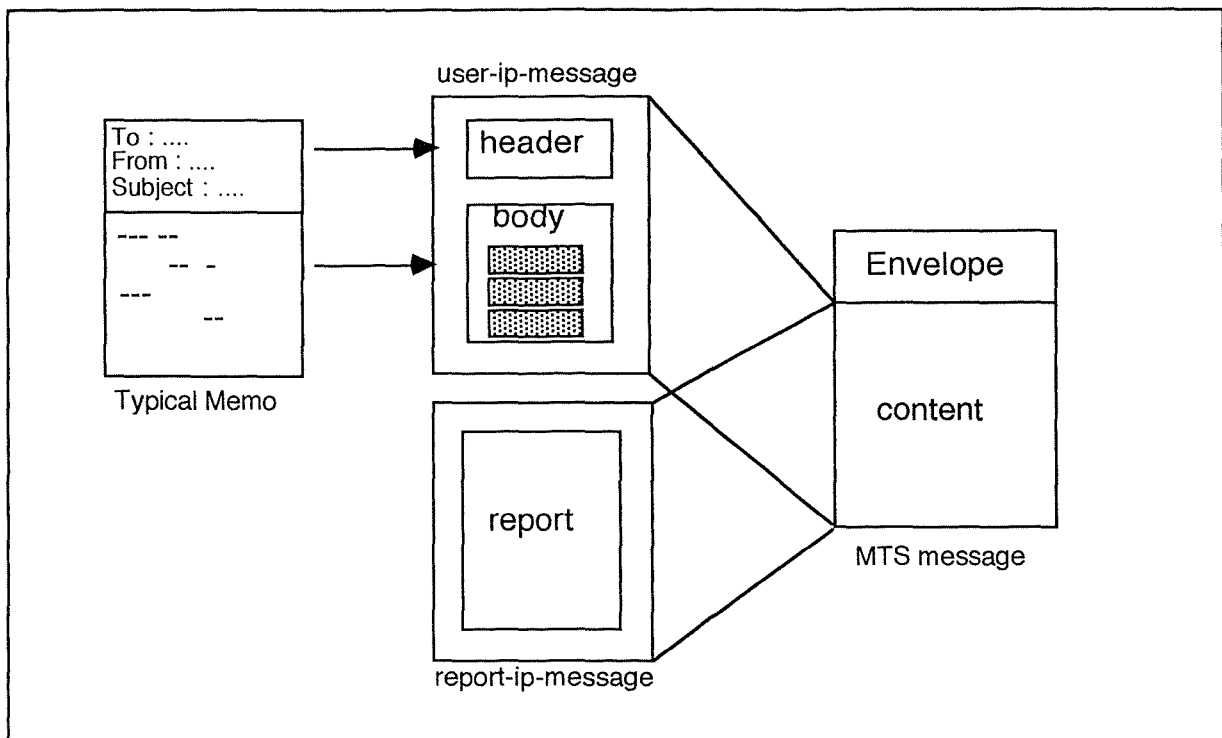 user-ip-message
To : ....
From : ....
Subject : ....
--- --
-- -
---
--
Typical Memo
header
body
report
report-ip-message
Envelope
content
MTS message